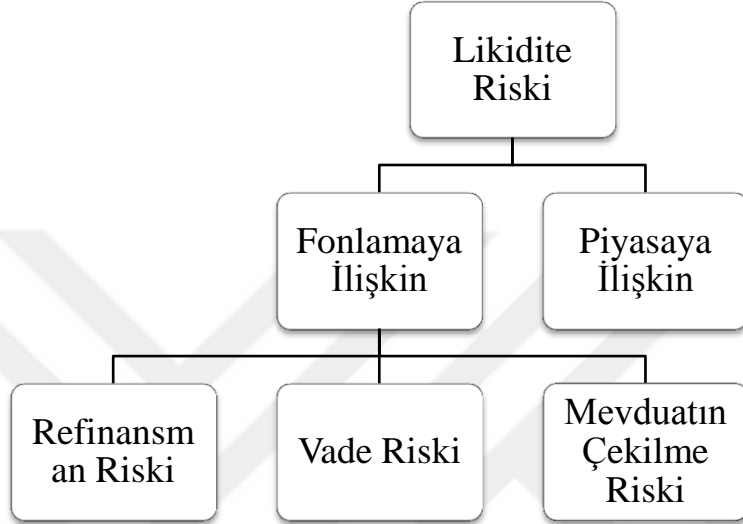 Likidite
Riski
Fonlamaya
İlişkin
Piyasaya
İlişkin
Refinansm
an Riski
Vade Riski
Mevduatın
Çekilme
Riski